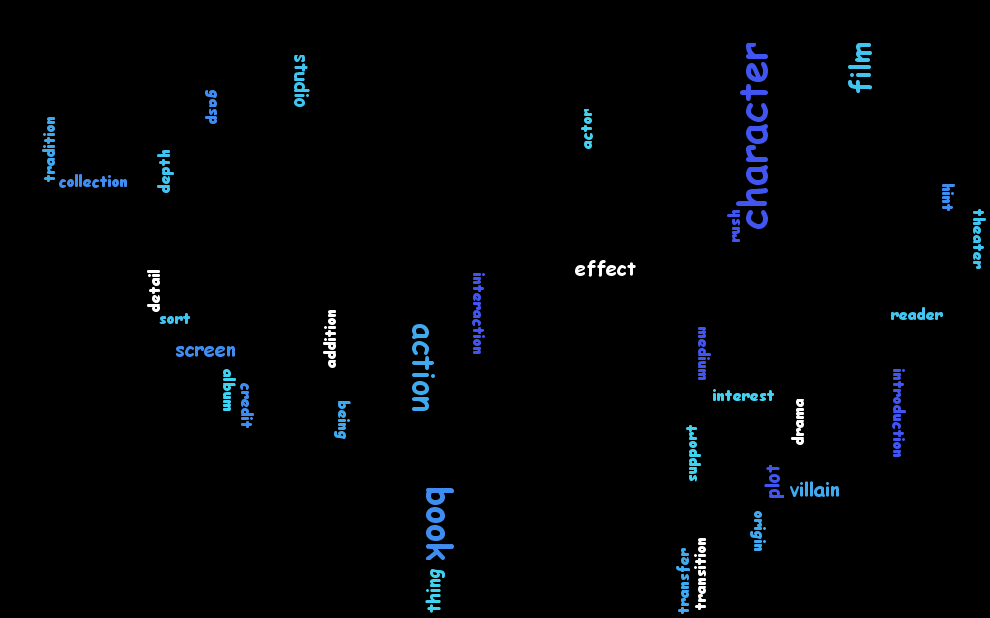 studio
film
character
gasp
actor
tradition
depth
collection
hint
rush
theater
effect
detail
interaction
addition
sort
reader
action
medium
screen
album
credit
introduction
interest
being
drama
support
plot
villain
book
origin
transition
transfer
thing